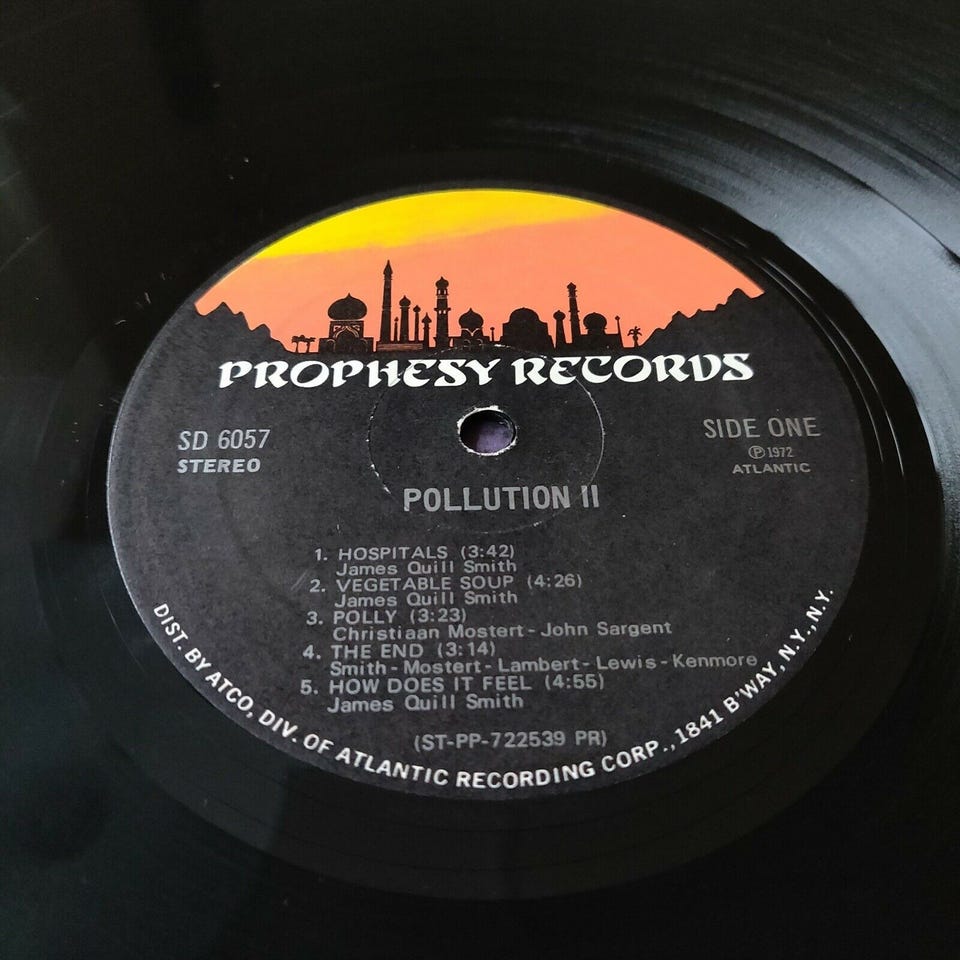 PROPHESY RECORDS
SD 6057
STEREO
SIDE ONE
Ⓟ 1972
ATLANTIC
POLLUTION II
1. HOSPITALS (3:42)
James Quill Smith
2. VEGETABLE SOUP (4:26)
James Quill Smith
3. POLLY (3:23)
Christiaan Mostert-John Sargent
4. THE END (3:14)
Smith-Mostert-Lambert-Lewis-Kenmore
5. HOW DOES IT FEEL (4:55)
James Quill Smith
(ST-PP-722539 PR)
DIST. BY ATCO, DIV. OF ATLANTIC RECORDING CORP., 1841 B'WAY, N.Y., N.Y.